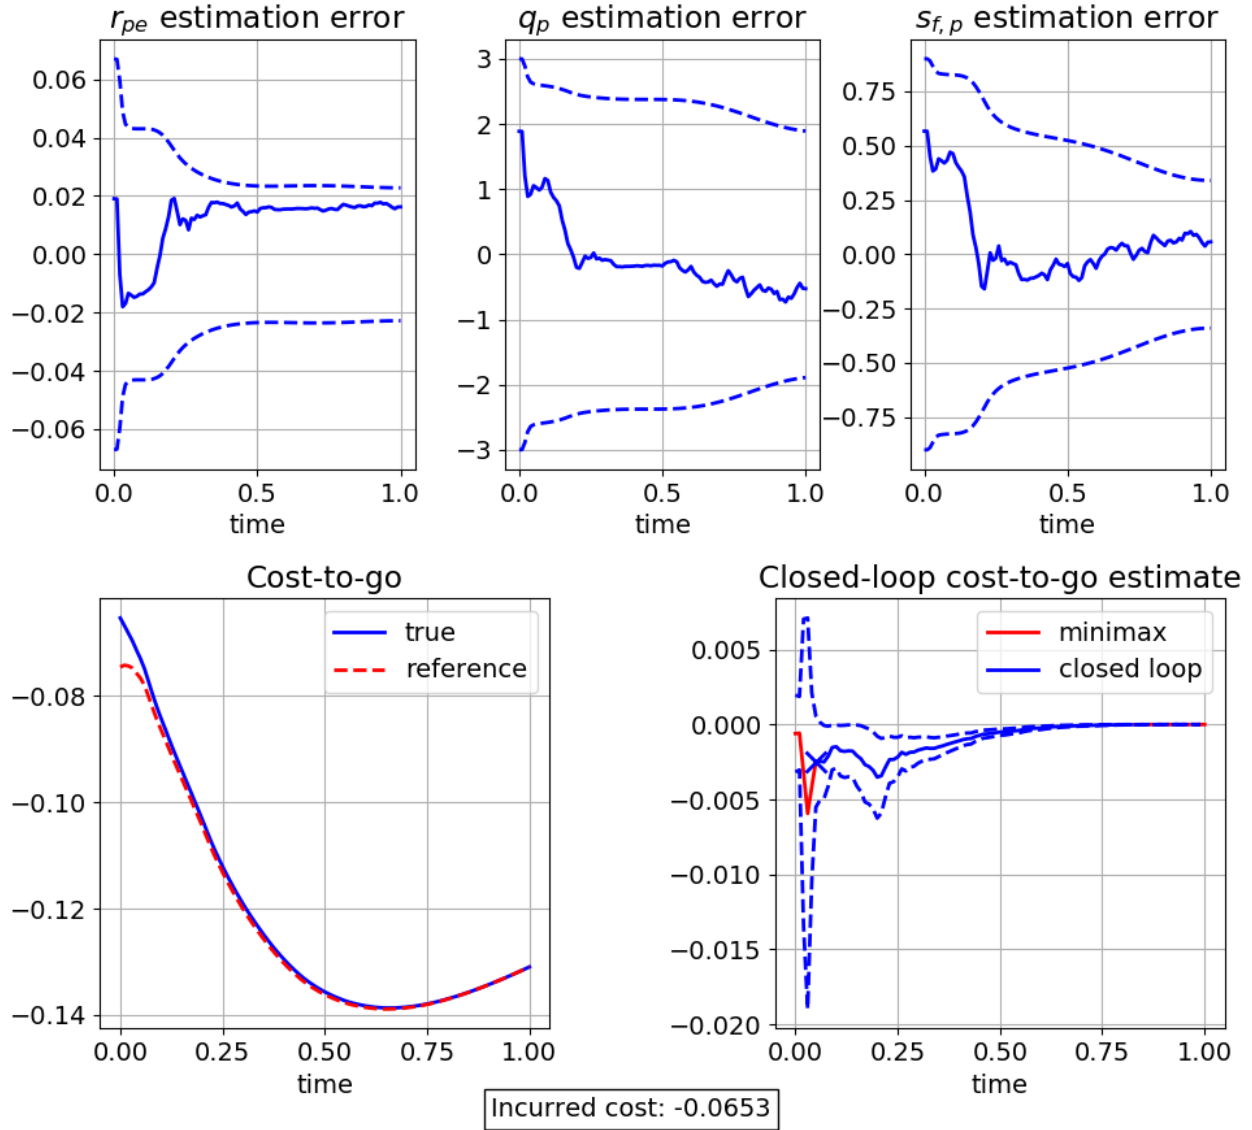 r_pe estimation error
q_p estimation error
s_f,p estimation error
0.06
0.04
0.02
0.00
−0.02
−0.04
−0.06
0.0 0.5 1.0
time
3
2
1
0
−1
−2
−3
0.0 0.5 1.0
time
0.75
0.50
0.25
0.00
−0.25
−0.50
−0.75
0.0 0.5 1.0
time
Cost-to-go
true
reference
−0.08
−0.10
−0.12
−0.14
0.00 0.25 0.50 0.75 1.00
time
Closed-loop cost-to-go estimate
minimax
closed loop
0.005
0.000
−0.005
−0.010
−0.015
−0.020
0.00 0.25 0.50 0.75 1.00
time
Incurred cost: -0.0653